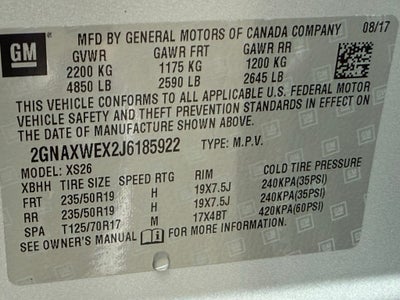 GM
MFD BY GENERAL MOTORS OF CANADA COMPANY 08/17
GVWR GAWR FRT GAWR RR
2200 KG 1175 KG 1200 KG
4850 LB 2590 LB 2645 LB
THIS VEHICLE CONFORMS TO ALL APPLICABLE U.S. FEDERAL MOTOR
VEHICLE SAFETY AND THEFT PREVENTION STANDARDS IN EFFECT ON
THE DATE OF MANUFACTURE SHOWN ABOVE.
2GNAXWEX2J6185922 TYPE: M.P.V.
MODEL: XS26
XBHH TIRE SIZE SPEED RTG RIM COLD TIRE PRESSURE
FRT 235/50R19 H 19X7.5J 240KPA(35PSI)
RR 235/50R19 H 19X7.5J 240KPA(35PSI)
SPA T125/70R17 M 17X4BT 420KPA(60PSI)
SEE OWNER'S MANUAL FOR MORE INFORMATION.